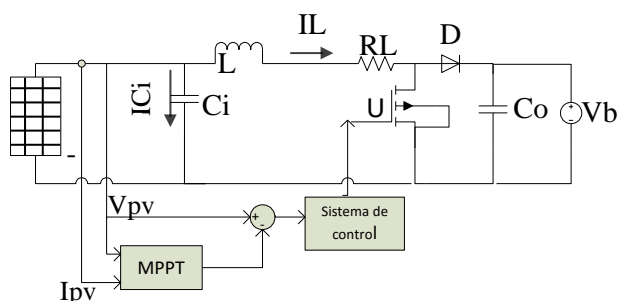 IL
RL
D
L
ICi
Ci
U
Co
Vb
-
Vpv
+
-
Sistema de
control
MPPT
Ipv